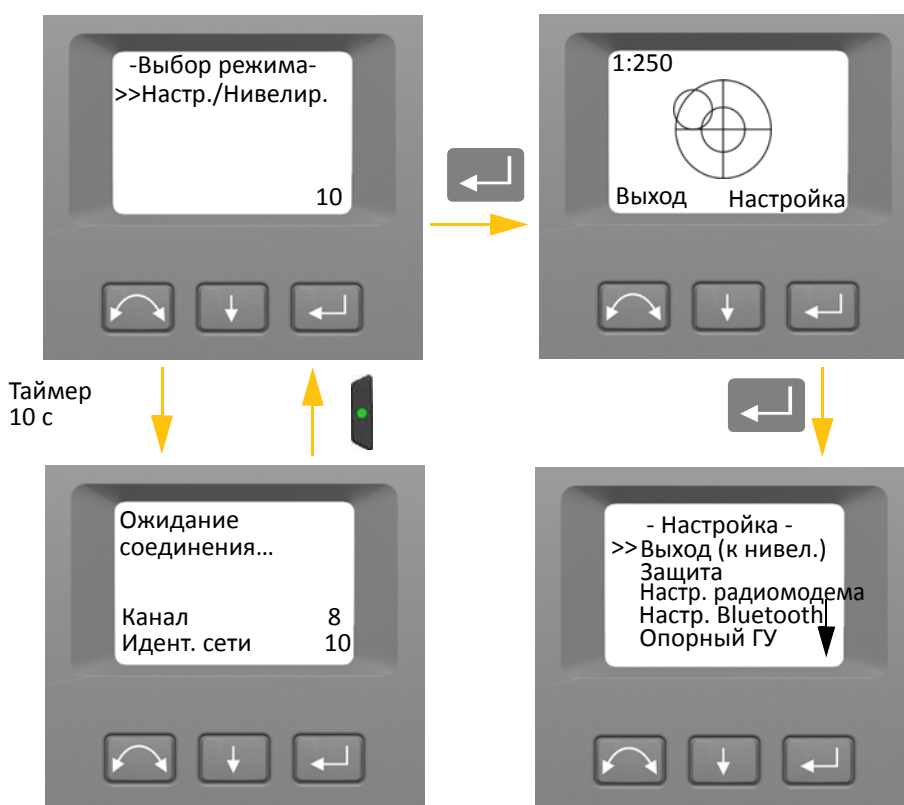 -Выбор режима-
>>Настр./Нивелир.
10
1:250
Выход Настройка
Таймер
10 с
Ожидание
соединения...
Канал 8
Идент. сети 10
- Настройка -
>>Выход (к нивел.)
Защита
Настр. радиомодема
Настр. Bluetooth
Опорный ГУ